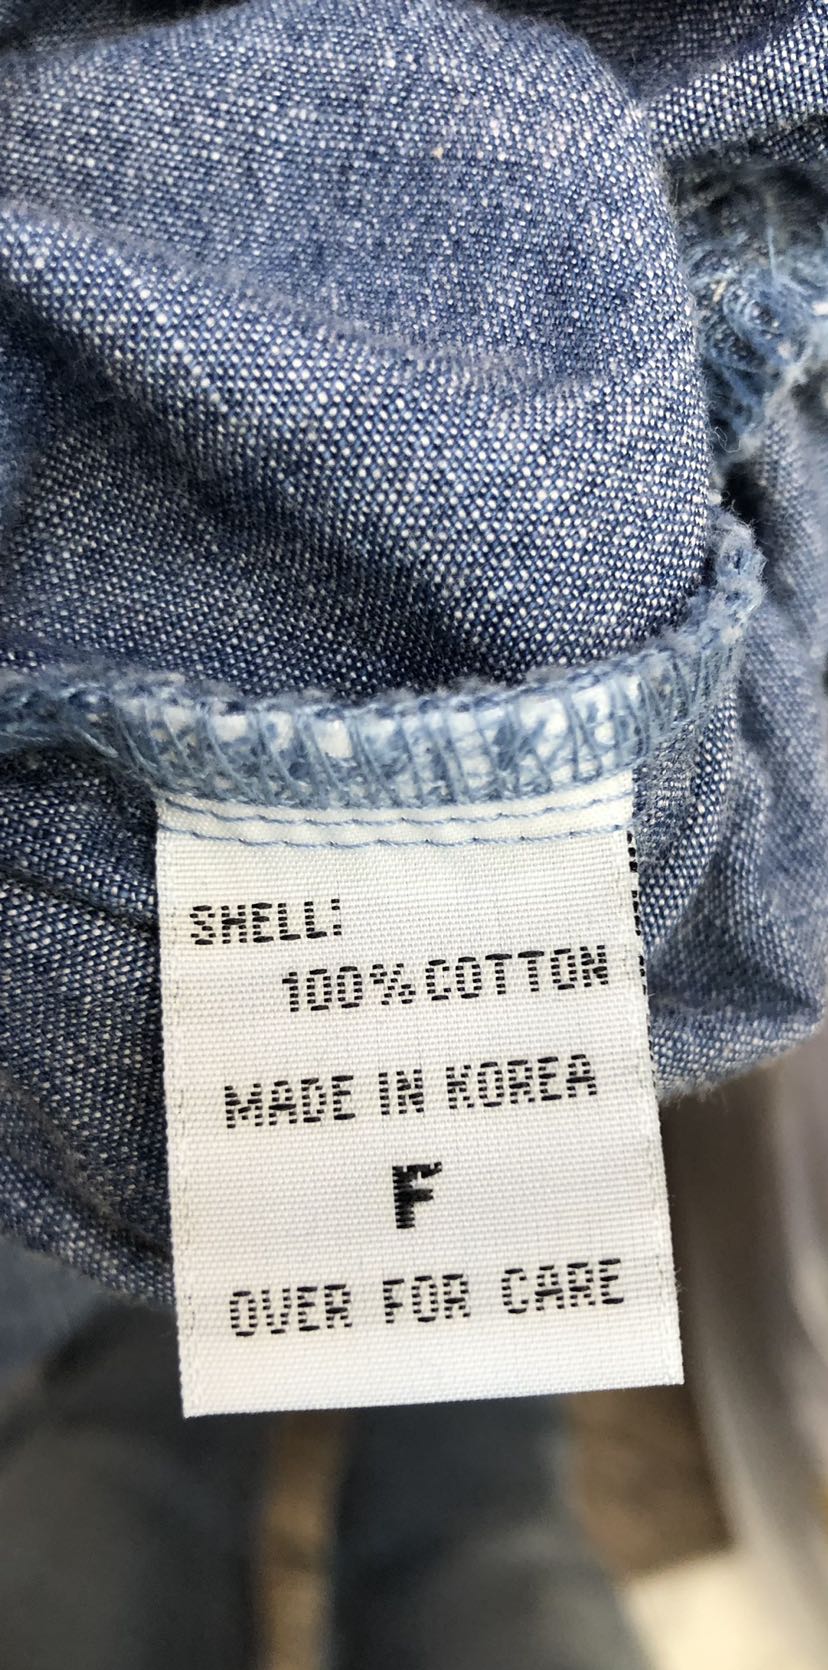 SHELL:
100% COTTON
MADE IN KOREA
F
OVER FOR CARE